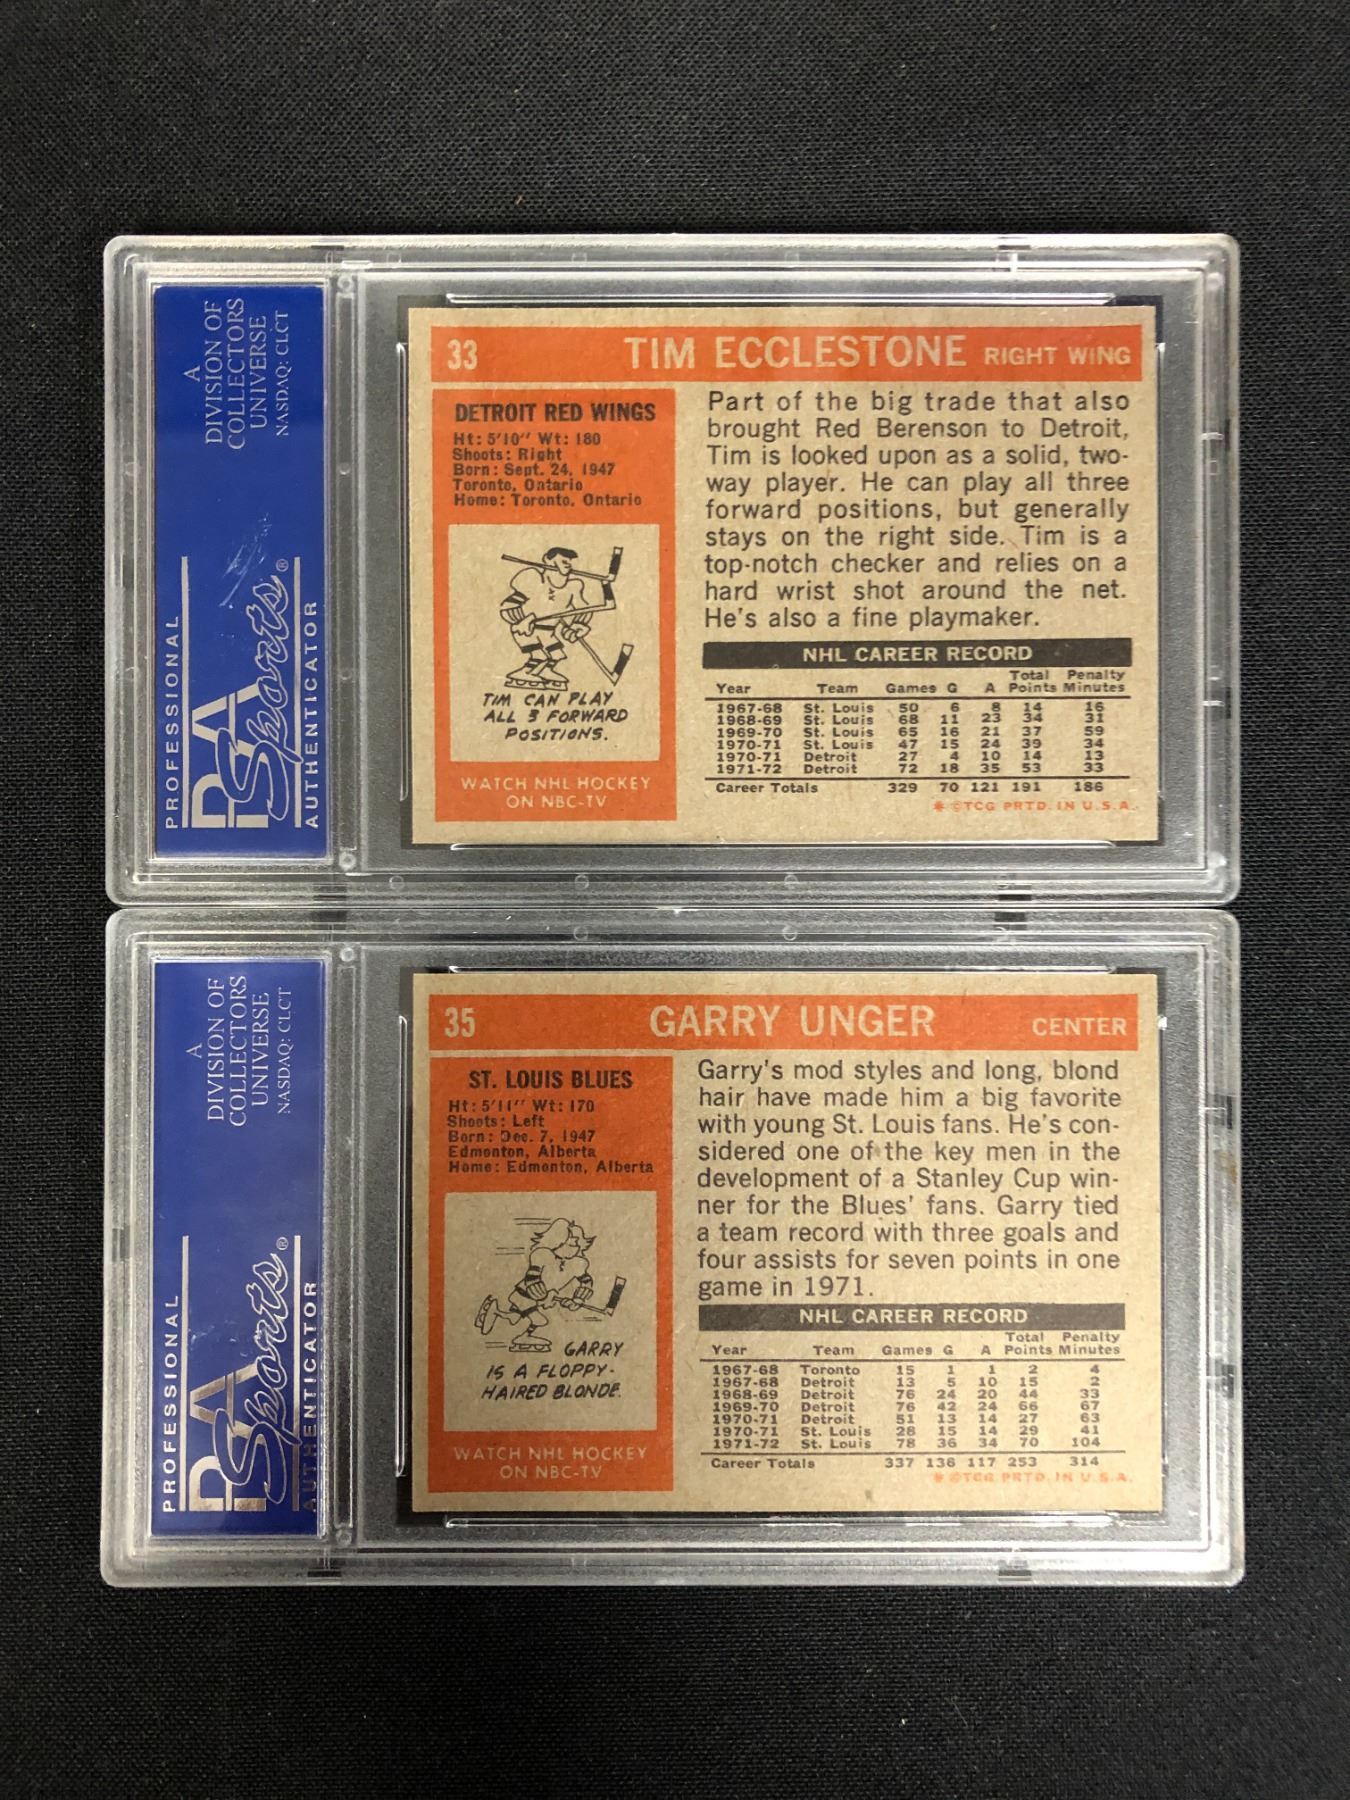 A
DIVISION OF
COLLECTORS
UNIVERSE
NASDAQ: CLCT
PROFESSIONAL
PSA
Sports®
AUTHENTICATOR
33 TIM ECCLESTONE RIGHT WING
DETROIT RED WINGS
Ht: 5'10" Wt: 180
Shoots: Right
Born: Sept. 24, 1947
Toronto, Ontario
Home: Toronto, Ontario
TIM CAN PLAY
ALL 3 FORWARD
POSITIONS.
WATCH NHL HOCKEY
ON NBC-TV
Part of the big trade that also
brought Red Berenson to Detroit,
Tim is looked upon as a solid, two-
way player. He can play all three
forward positions, but generally
stays on the right side. Tim is a
top-notch checker and relies on a
hard wrist shot around the net.
He's also a fine playmaker.
NHL CAREER RECORD
Total Penalty
Year Team Games G A Points Minutes
1967-68 St. Louis 50 6 8 14 16
1968-69 St. Louis 68 11 23 34 31
1969-70 St. Louis 65 16 21 37 59
1970-71 St. Louis 47 15 24 39 34
1970-71 Detroit 27 4 10 14 13
1971-72 Detroit 72 18 35 53 33
Career Totals 329 70 121 191 186
* ©TCG PRTD. IN U.S.A.
A
DIVISION OF
COLLECTORS
UNIVERSE
NASDAQ: CLCT
PROFESSIONAL
PSA
Sports®
AUTHENTICATOR
35 GARRY UNGER CENTER
ST. LOUIS BLUES
Ht: 5'11" Wt: 170
Shoots: Left
Born: Dec. 7, 1947
Edmonton, Alberta
Home: Edmonton, Alberta
GARRY
IS A FLOPPY-
HAIRED BLONDE.
WATCH NHL HOCKEY
ON NBC-TV
Garry's mod styles and long, blond
hair have made him a big favorite
with young St. Louis fans. He's con-
sidered one of the key men in the
development of a Stanley Cup win-
ner for the Blues' fans. Garry tied
a team record with three goals and
four assists for seven points in one
game in 1971.
NHL CAREER RECORD
Total Penalty
Year Team Games G A Points Minutes
1967-68 Toronto 15 1 1 2 4
1967-68 Detroit 13 5 10 15 2
1968-69 Detroit 76 24 20 44 33
1969-70 Detroit 76 42 24 66 67
1970-71 Detroit 51 13 14 27 63
1970-71 St. Louis 28 15 14 29 41
1971-72 St. Louis 78 36 34 70 104
Career Totals 337 136 117 253 314
* ©TCG PRTD. IN U.S.A.